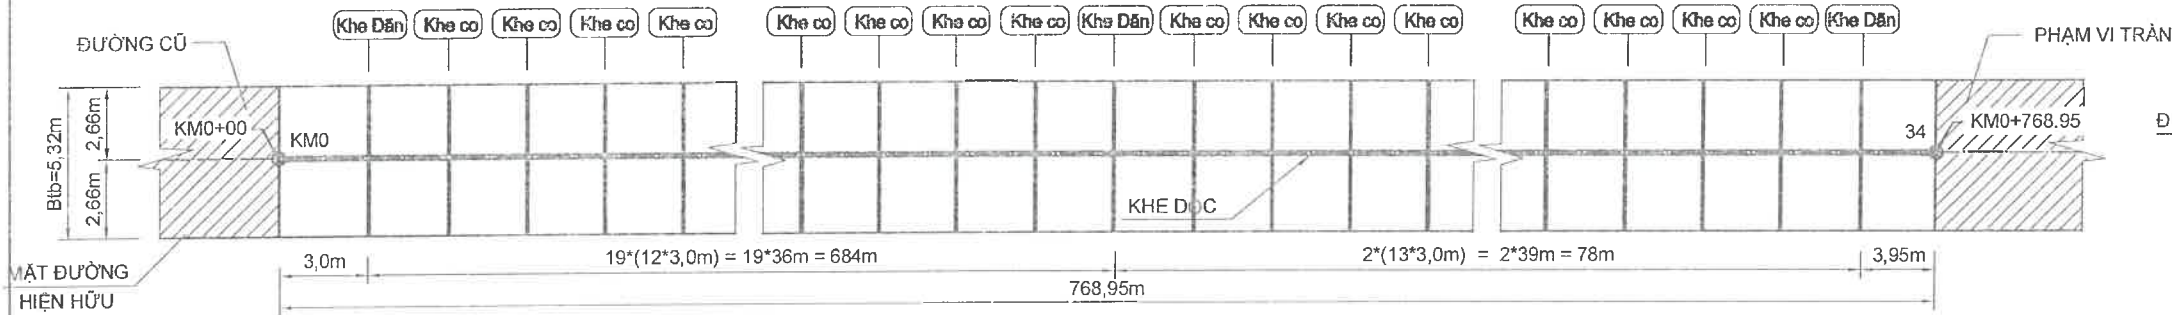 Khe Dãn Khe co Khe co Khe co Khe co Khe co Khe co Khe co Khe co Khe Dãn Khe co Khe co Khe co Khe co Khe co Khe co Khe co Khe co Khe Dãn
ĐƯỜNG CŨ
PHẠM VI TRÀN
KM0+00
KM0
34
KM0+768.95
Đ
Btb=5,32m
2,66m
2,66m
KHE DỌC
MẶT ĐƯỜNG
HIỆN HỮU
3,0m
19*(12*3,0m) = 19*36m = 684m
2*(13*3,0m) = 2*39m = 78m
3,95m
768,95m